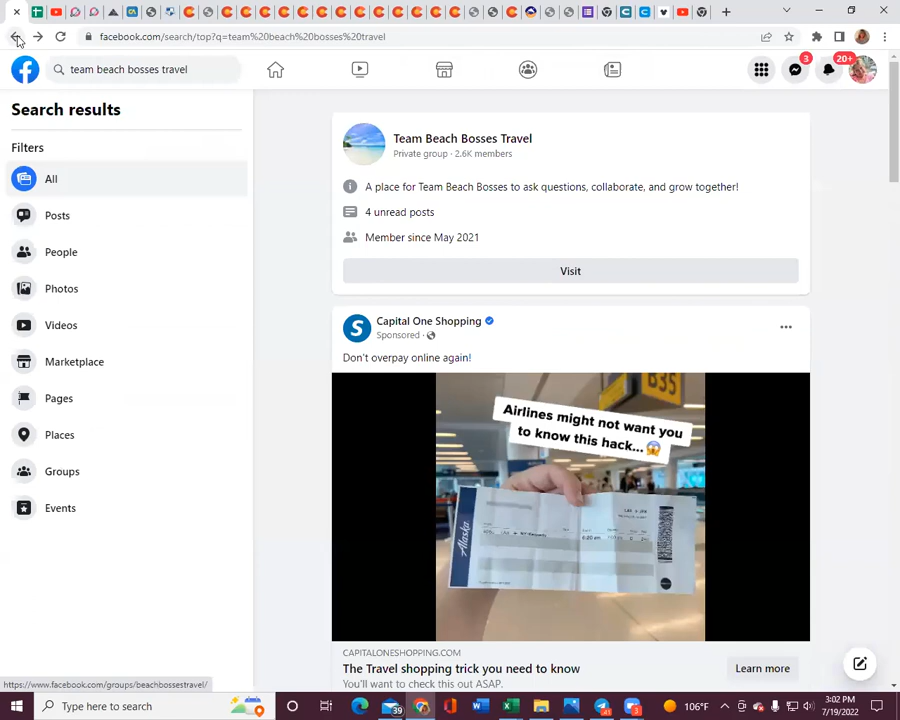 facebook.com/search/top?q=team%20beach%20bosses%20travel
team beach bosses travel
3
20+
Search results
Filters
All
Posts
People
Photos
Videos
Marketplace
Pages
Places
Groups
Events
Team Beach Bosses Travel
Private group · 2.6K members
A place for Team Beach Bosses to ask questions, collaborate, and grow together!
4 unread posts
Member since May 2021
Visit
Capital One Shopping
Sponsored ·
Don't overpay online again!
B35
Airlines might not want you
to know this hack...😱
Alaska
CAPITALONESHOPPING.COM
The Travel shopping trick you need to know
You'll want to check this out ASAP.
Learn more
https://www.facebook.com/groups/beachbossestravel/
Type here to search
39
41
3
106°F
3:02 PM
7/19/2022